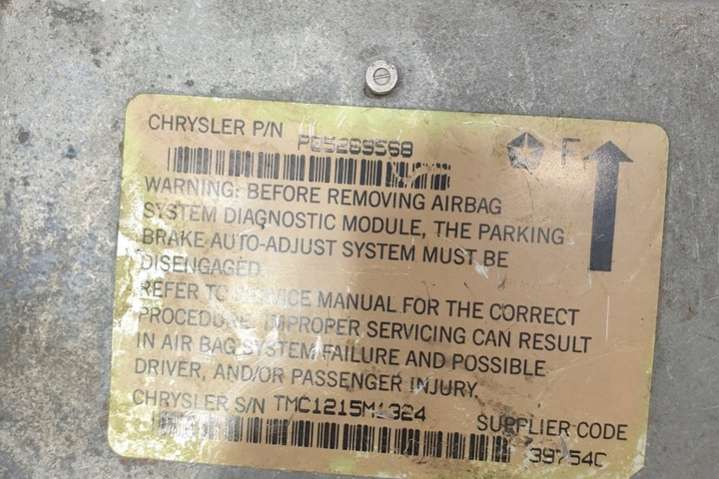 CHRYSLER P/N P05269568
F
WARNING: BEFORE REMOVING AIRBAG
SYSTEM DIAGNOSTIC MODULE, THE PARKING
BRAKE AUTO-ADJUST SYSTEM MUST BE
DISENGAGED
REFER TO SERVICE MANUAL FOR THE CORRECT
PROCEDURE. IMPROPER SERVICING CAN RESULT
IN AIR BAG SYSTEM FAILURE AND POSSIBLE
DRIVER, AND/OR PASSENGER INJURY.
CHRYSLER S/N TMC1215M1324
SUPPLIER CODE
39754C